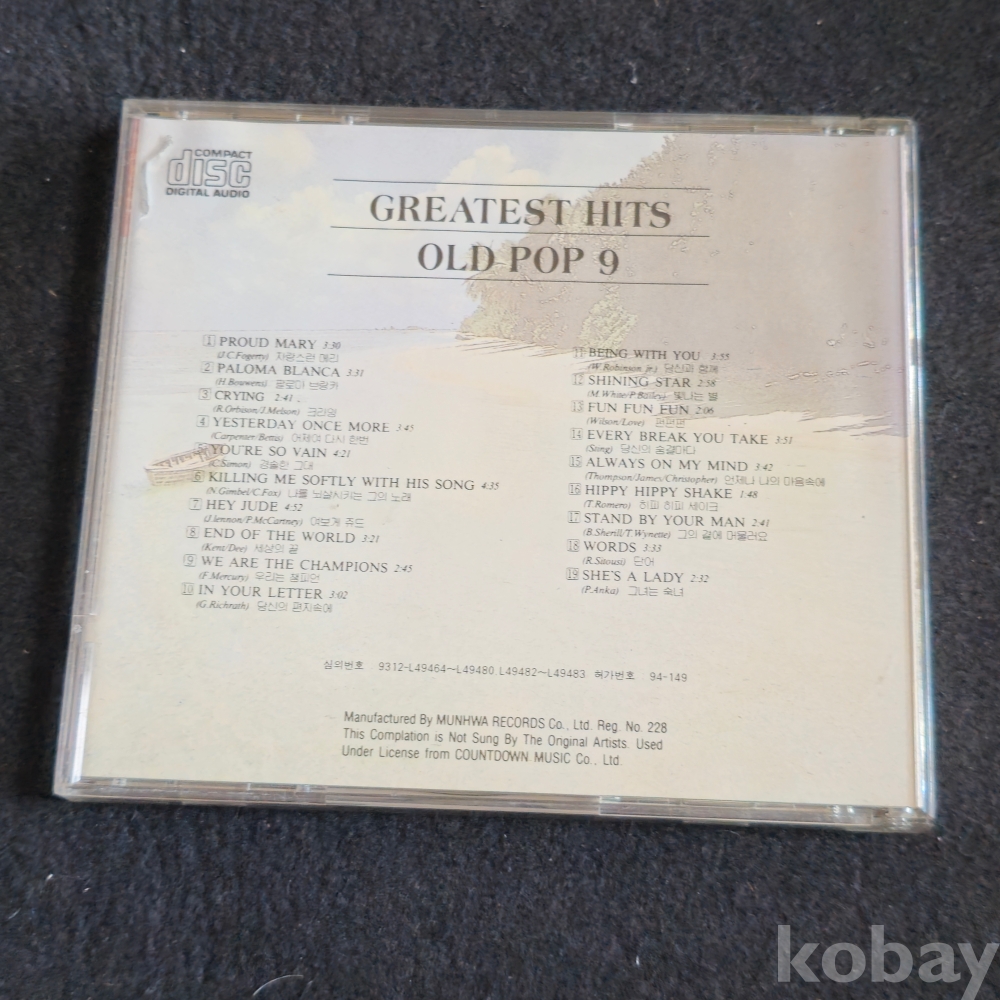 COMPACT
disc
DIGITAL AUDIO
GREATEST HITS
OLD POP 9
1 PROUD MARY 3:30
(J.C.Fogerty) 자랑스런 메리
2 PALOMA BLANCA 3:31
(H.Bouwens) 팔로마 브랑카
3 CRYING 2:41
(R.Orbison/J.Melson) 크라잉
4 YESTERDAY ONCE MORE 3:45
(Carpenter/Bettis) 어제여 다시 한번
5 YOU'RE SO VAIN 4:21
(C.Simon) 경솔한 그대
6 KILLING ME SOFTLY WITH HIS SONG 4:35
(N.Gimbel/C.Fox) 나를 뇌살시키는 그의 노래
7 HEY JUDE 4:52
(J.lennon/P.McCartney) 여보게 쥬드
8 END OF THE WORLD 3:21
(Kent/Dee) 세상의 끝
9 WE ARE THE CHAMPIONS 2:45
(F.Mercury) 우리는 챔피언
10 IN YOUR LETTER 3:02
(G.Richrath) 당신의 편지속에
11 BEING WITH YOU 3:55
(W.Robinson jr.) 당신과 함께
12 SHINING STAR 2:58
(M.White/P.Bailey) 빛나는 별
13 FUN FUN FUN 2:06
(Wilson/Love) 펀펀펀
14 EVERY BREAK YOU TAKE 3:51
(Sting) 당신의 숨결마다
15 ALWAYS ON MY MIND 3:42
(Thompson/James/Christopher) 언제나 나의 마음속에
16 HIPPY HIPPY SHAKE 1:48
(T.Romero) 히피 히피 세이크
17 STAND BY YOUR MAN 2:41
(B.Sherill/T.Wynette) 그의 곁에 머물러요
18 WORDS 3:33
(R.Sitousi) 단어
19 SHE'S A LADY 2:32
(P.Anka) 그녀는 숙녀
심의번호 9312-L49464~L49480, L49482~L49483, 허가번호 94-149
Manufactured By MUNHWA RECORDS Co., Ltd. Reg. No. 228
This Complation is Not Sung By The Original Artists. Used
Under License from COUNTDOWN MUSIC Co., Ltd.
kobay